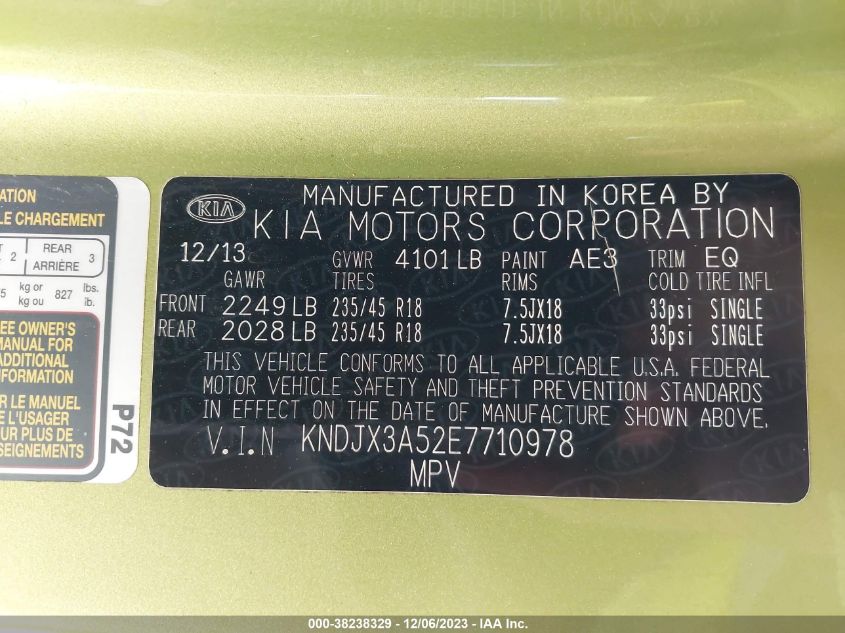 ATION
LE CHARGEMENT
2 REAR 3
ARRIÈRE
5 kg or 827 lbs.
kg ou lb.
EE OWNER'S
MANUAL FOR
ADDITIONAL
NFORMATION
R LE MANUEL
E L'USAGER
UR PLUS DE
SEIGNEMENTS
P72
MANUFACTURED IN KOREA BY
KIA KIA MOTORS CORPORATION
12/13 GVWR 4101 LB PAINT AE3 TRIM EQ
GAWR TIRES RIMS COLD TIRE INFL
FRONT 2249 LB 235/45 R18 7.5JX18 33psi SINGLE
REAR 2028 LB 235/45 R18 7.5JX18 33psi SINGLE
THIS VEHICLE CONFORMS TO ALL APPLICABLE U.S.A. FEDERAL
MOTOR VEHICLE SAFETY AND THEFT PREVENTION STANDARDS
IN EFFECT ON THE DATE OF MANUFACTURE SHOWN ABOVE.
V.I.N KNDJX3A52E7710978
MPV
000-38238329 - 12/06/2023 - IAA Inc.